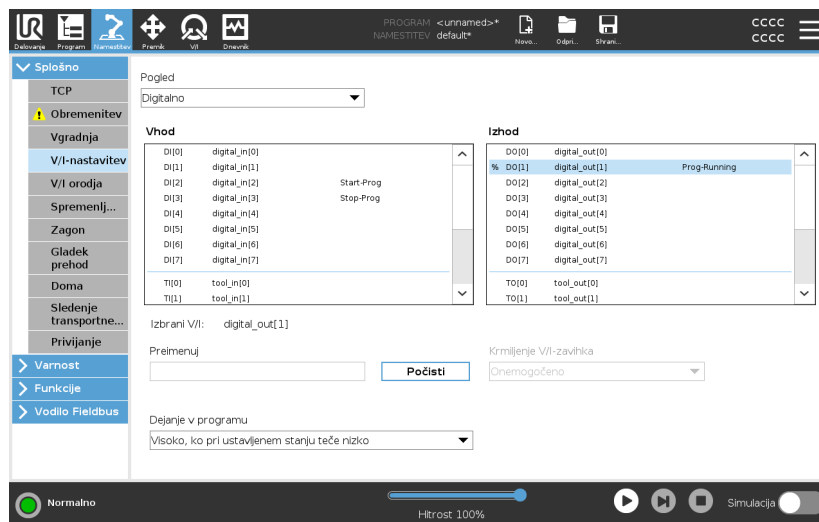 PROGRAM <unnamed>*
NAMESTITEV default*
Delovanje Program Namestitev Premik V/I Dnevnik Novo... Odpri... Shrani...
CCCC
CCCC
Splošno
TCP
Obremenitev
Vgradnja
V/I-nastavitev
V/I orodja
Spremenlj...
Zagon
Gladek
prehod
Doma
Sledenje
transportne...
Privijanje
Varnost
Funkcije
Vodilo Fieldbus
Pogled
Digitalno
Vhod
DI[0] digital_in[0]
DI[1] digital_in[1]
DI[2] digital_in[2] Start-Prog
DI[3] digital_in[3] Stop-Prog
DI[4] digital_in[4]
DI[5] digital_in[5]
DI[6] digital_in[6]
DI[7] digital_in[7]
TI[0] tool_in[0]
TI[1] tool_in[1]
Izhod
DO[0] digital_out[0]
% DO[1] digital_out[1] Prog-Running
DO[2] digital_out[2]
DO[3] digital_out[3]
DO[4] digital_out[4]
DO[5] digital_out[5]
DO[6] digital_out[6]
DO[7] digital_out[7]
TO[0] tool_out[0]
TO[1] tool_out[1]
Izbrani V/I: digital_out[1]
Preimenuj
Počisti
Krmiljenje V/I-zavihka
Onemogočeno
Dejanje v programu
Visoko, ko pri ustavljenem stanju teče nizko
Normalno
Hitrost 100%
Simulacija